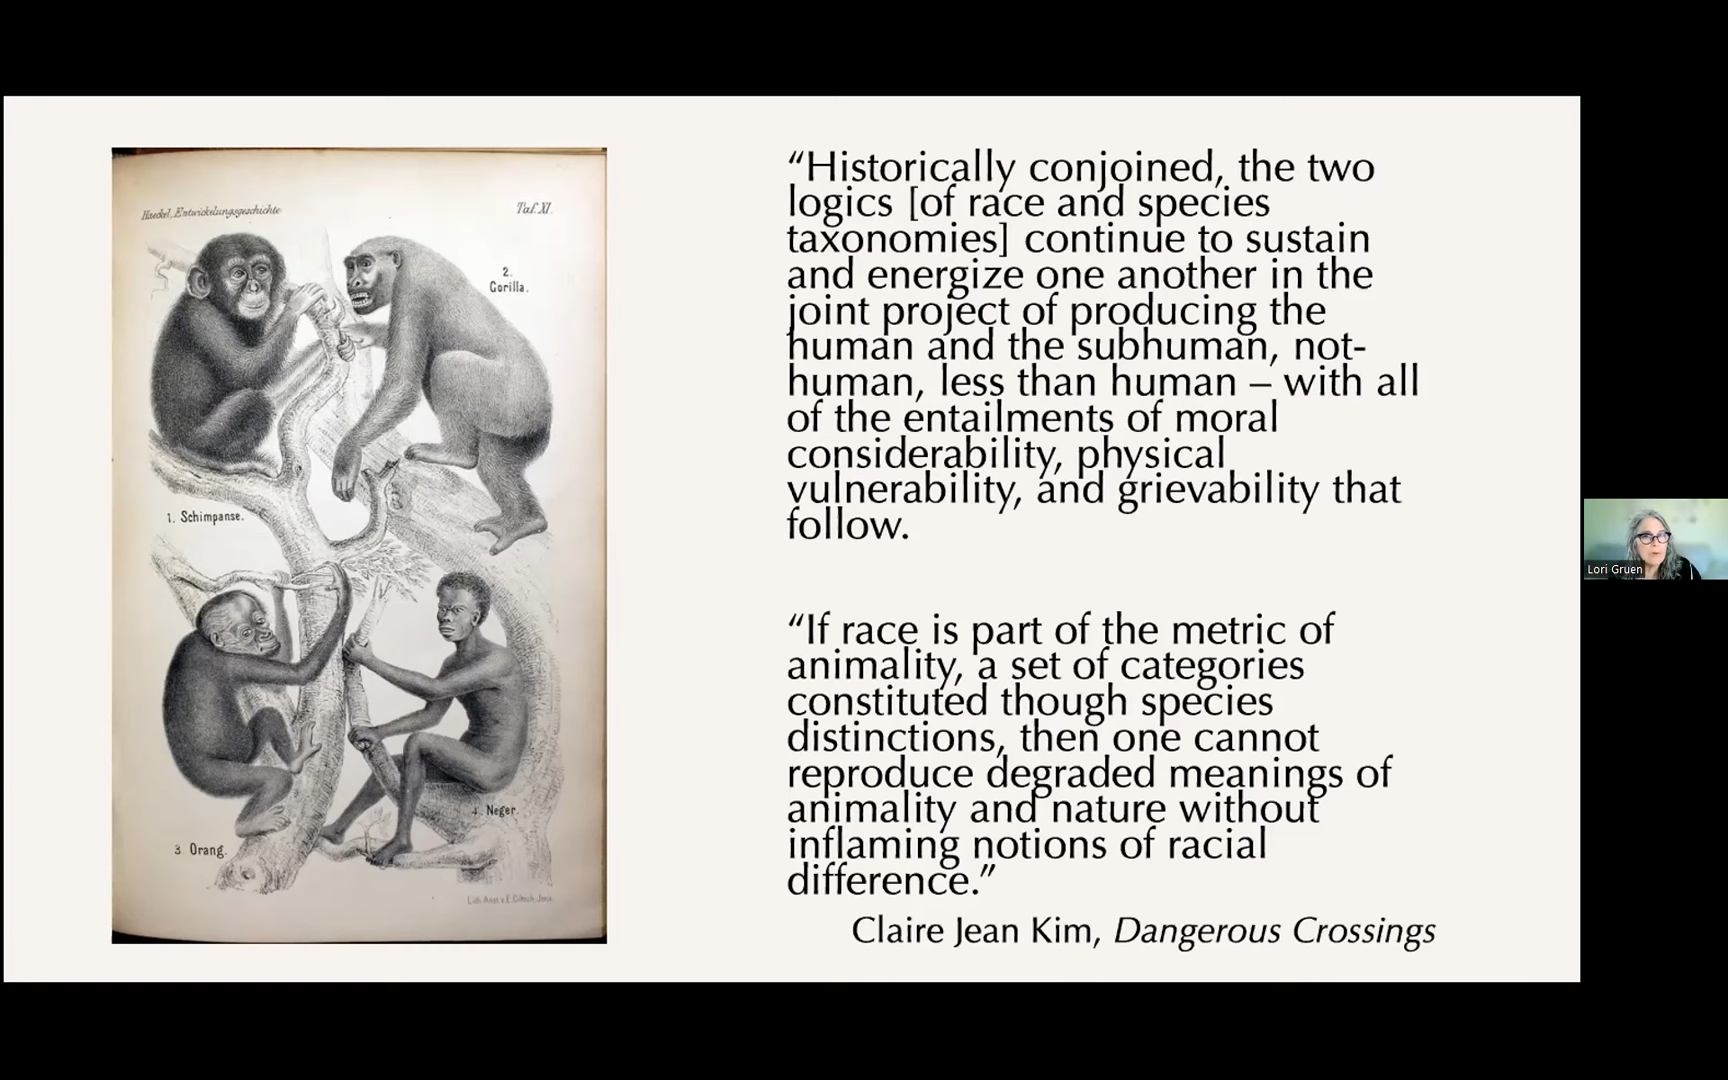 Haeckel, Entwickelungsgeschichte
Taf. XI.
2.
Gorilla.
1. Schimpanse.
4. Neger.
3 Orang.
Lith. Anst. v. E. Giltsch, Jena.
“Historically conjoined, the two
logics [of race and species
taxonomies] continue to sustain
and energize one another in the
joint project of producing the
human and the subhuman, not-
human, less than human – with all
of the entailments of moral
considerability, physical
vulnerability, and grievability that
follow.
“If race is part of the metric of
animality, a set of categories
constituted though species
distinctions, then one cannot
reproduce degraded meanings of
animality and nature without
inflaming notions of racial
difference.”
Claire Jean Kim, Dangerous Crossings
Lori Gruen